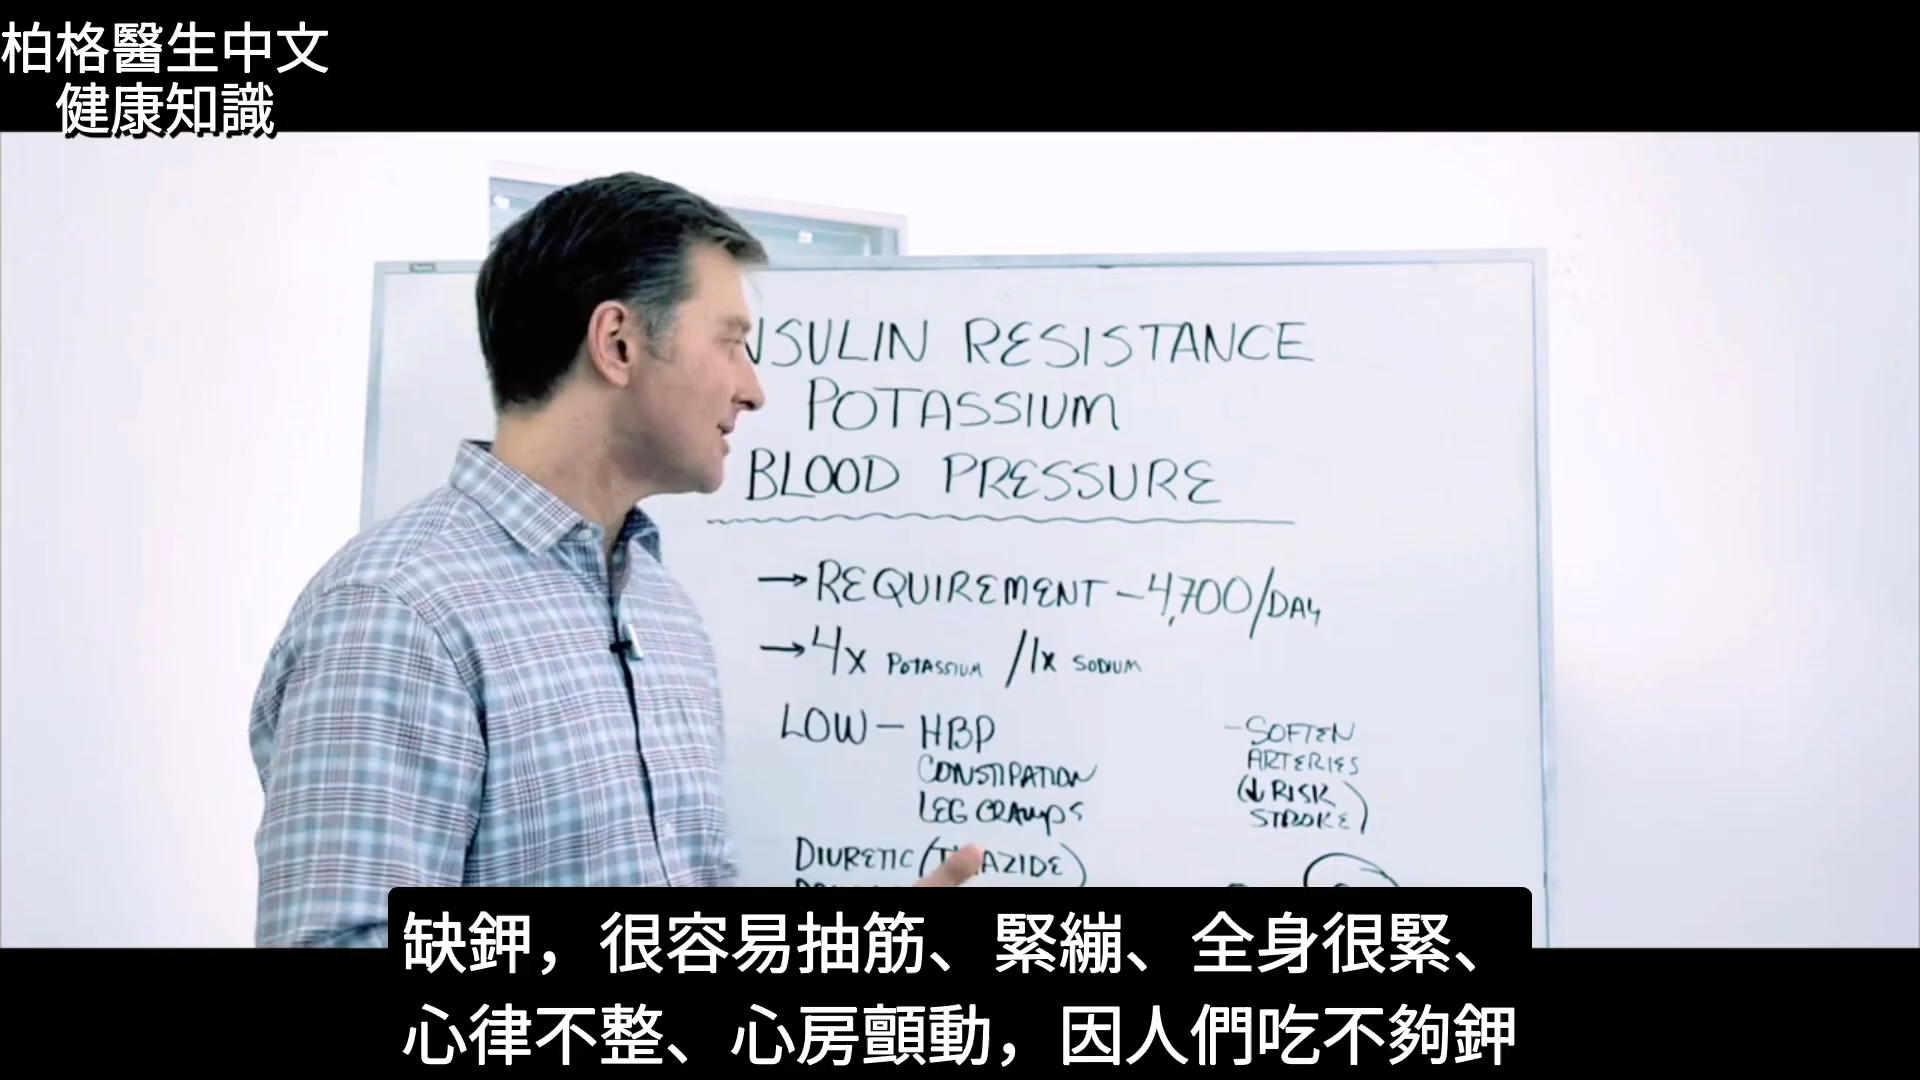 柏格醫生中文
健康知識
NSULIN RESISTANCE
POTASSIUM
BLOOD PRESSURE
→REQUIREMENT - 4,700/DAY
→4x POTASSIUM / 1x SODIUM
LOW - HBP
CONSTIPATION
LEG CRAMPS
- SOFTEN
ARTERIES
(↓ RISK
STROKE)
DIURETIC (T AZIDE)
缺鉀，很容易抽筋、緊繃、全身很緊、
心律不整、心房顫動，因人們吃不夠鉀